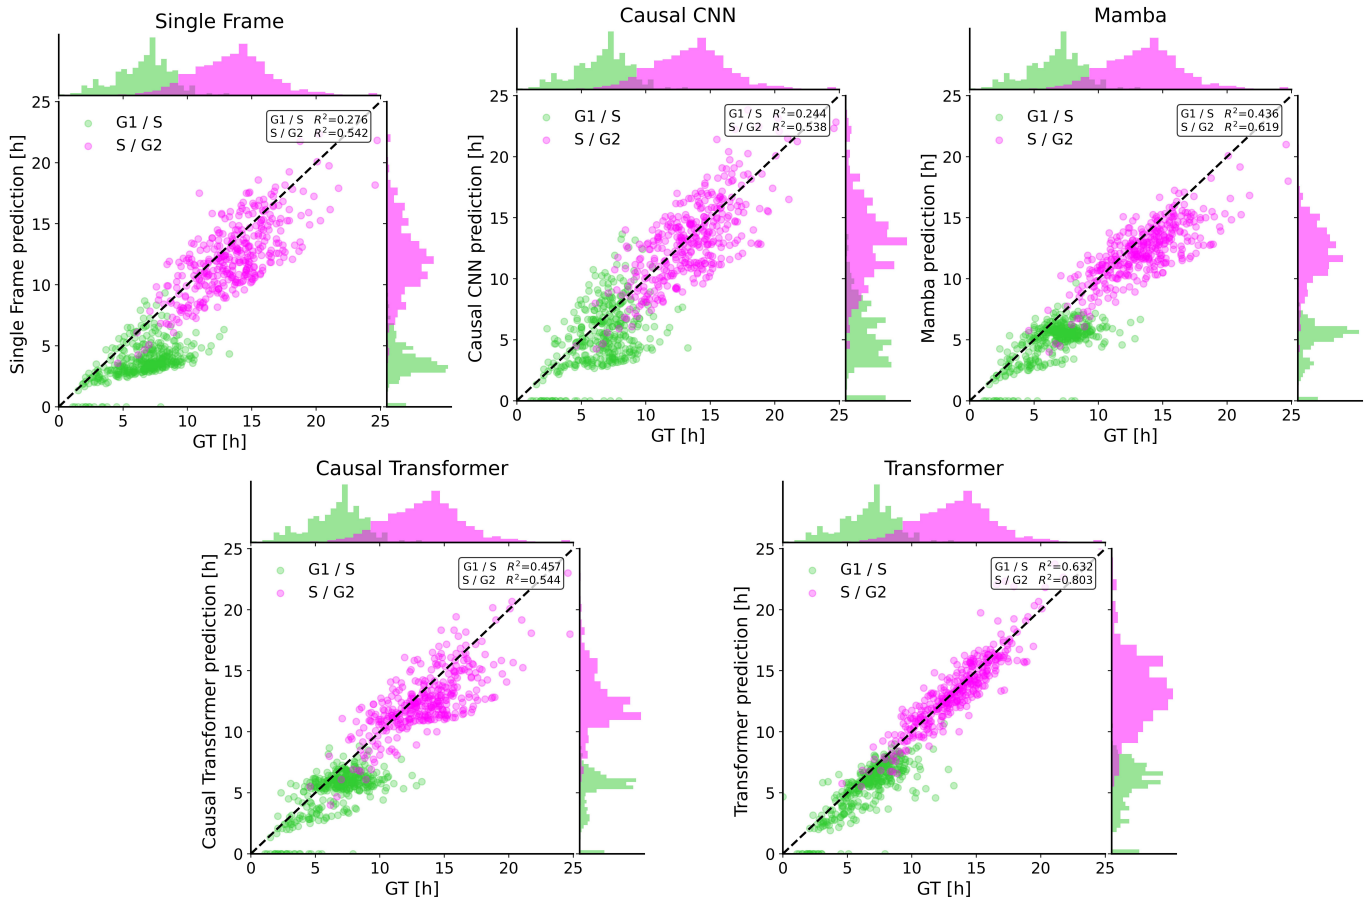 Single Frame
Causal CNN
Mamba
25
20
15
10
5
0
Single Frame prediction [h]
G1 / S
S / G2
G1 / S R²=0.276
S / G2 R²=0.542
0 5 10 15 20 25
GT [h]
25
20
15
10
5
0
Causal CNN prediction [h]
G1 / S
S / G2
G1 / S R²=0.244
S / G2 R²=0.538
0 5 10 15 20 25
GT [h]
25
20
15
10
5
0
Mamba prediction [h]
G1 / S
S / G2
G1 / S R²=0.436
S / G2 R²=0.619
0 5 10 15 20 25
GT [h]
Causal Transformer
Transformer
25
20
15
10
5
0
Causal Transformer prediction [h]
G1 / S
S / G2
G1 / S R²=0.457
S / G2 R²=0.544
0 5 10 15 20 25
GT [h]
25
20
15
10
5
0
Transformer prediction [h]
G1 / S
S / G2
G1 / S R²=0.632
S / G2 R²=0.803
0 5 10 15 20 25
GT [h]